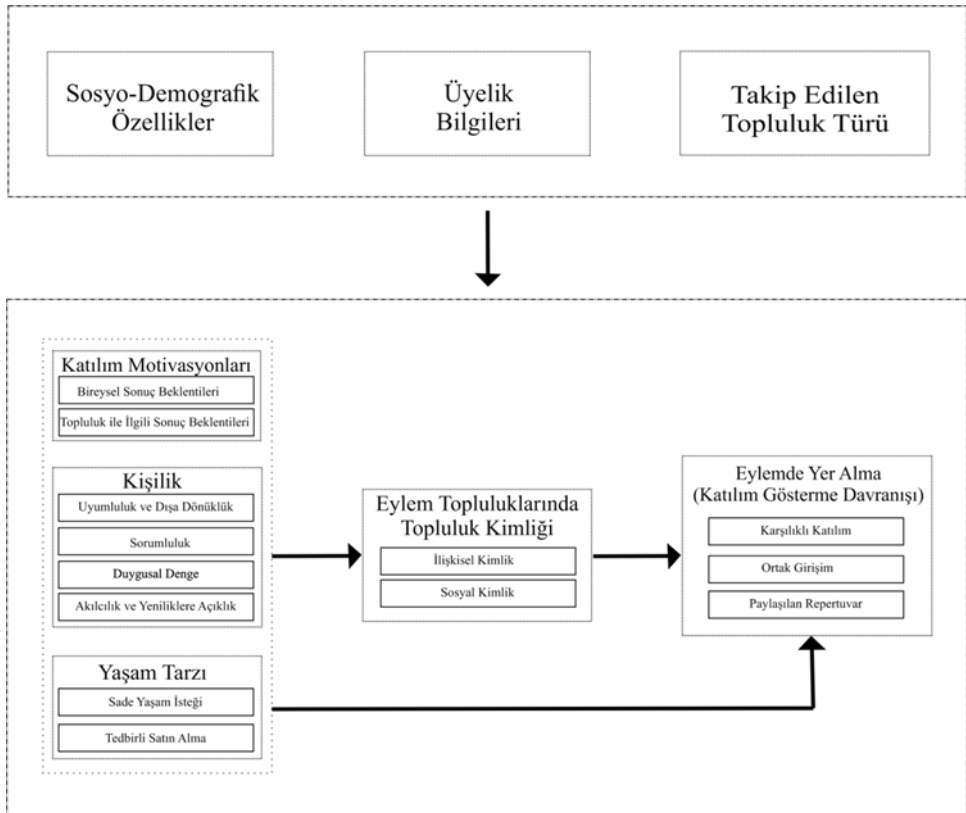 Sosyo-Demografik
Özellikler
Üyelik
Bilgileri
Takip Edilen
Topluluk Türü
Katılım Motivasyonları
Bireysel Sonuç Beklentileri
Topluluk ile İlgili Sonuç Beklentileri
Kişilik
Uyumluluk ve Dışa Dönüklük
Sorumluluk
Duygusal Denge
Akılcılık ve Yeniliklere Açıklık
Yaşam Tarzı
Sade Yaşam İsteği
Tedbirli Satın Alma
Eylem Topluluklarında
Topluluk Kimliği
İlişkisel Kimlik
Sosyal Kimlik
Eylemde Yer Alma
(Katılım Gösterme Davranışı)
Karşılıklı Katılım
Ortak Girişim
Paylaşılan Repertuvar